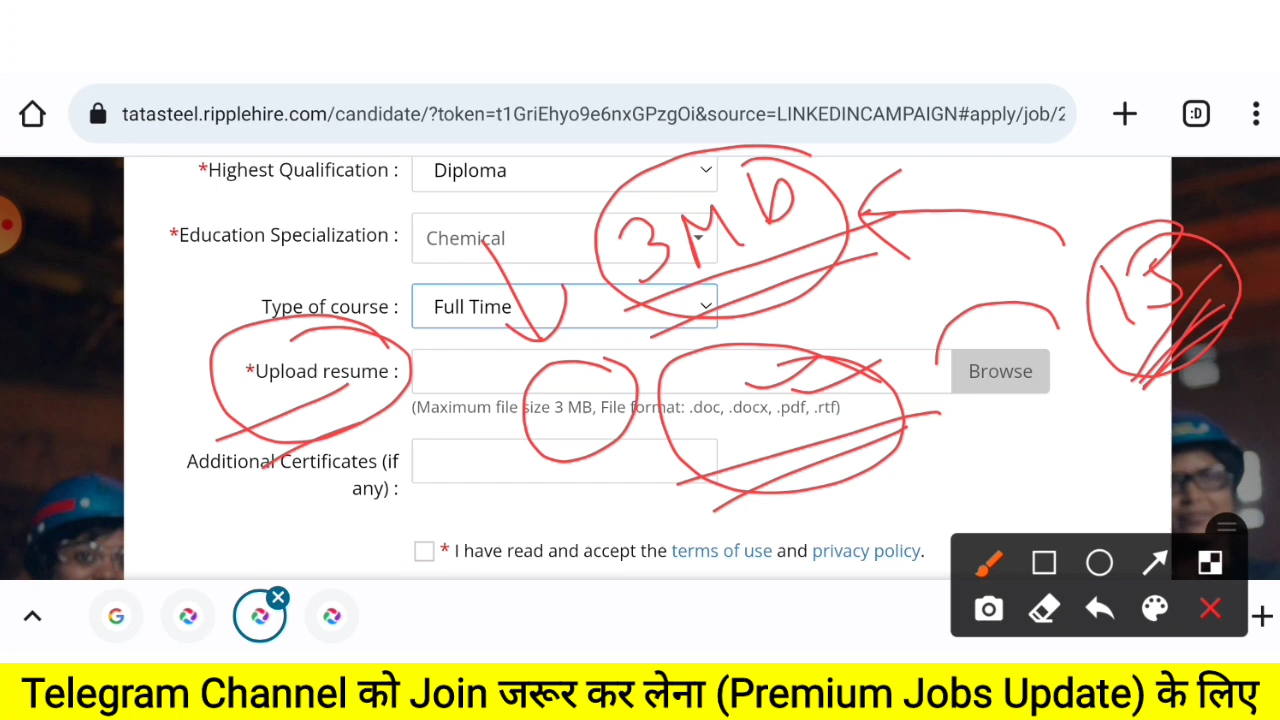 tatasteel.ripplehire.com/candidate/?token=t1GriEhyo9e6nxGPzgOi&source=LINKEDINCAMPAIGN#apply/job/2
:D
*Highest Qualification : Diploma
*Education Specialization : Chemical
3 MB
13
Type of course : Full Time
*Upload resume : Browse
(Maximum file size 3 MB, File format: .doc, .docx, .pdf, .rtf)
Additional Certificates (if
any) :
* I have read and accept the terms of use and privacy policy.
Telegram Channel को Join जरूर कर लेना (Premium Jobs Update) के लिए